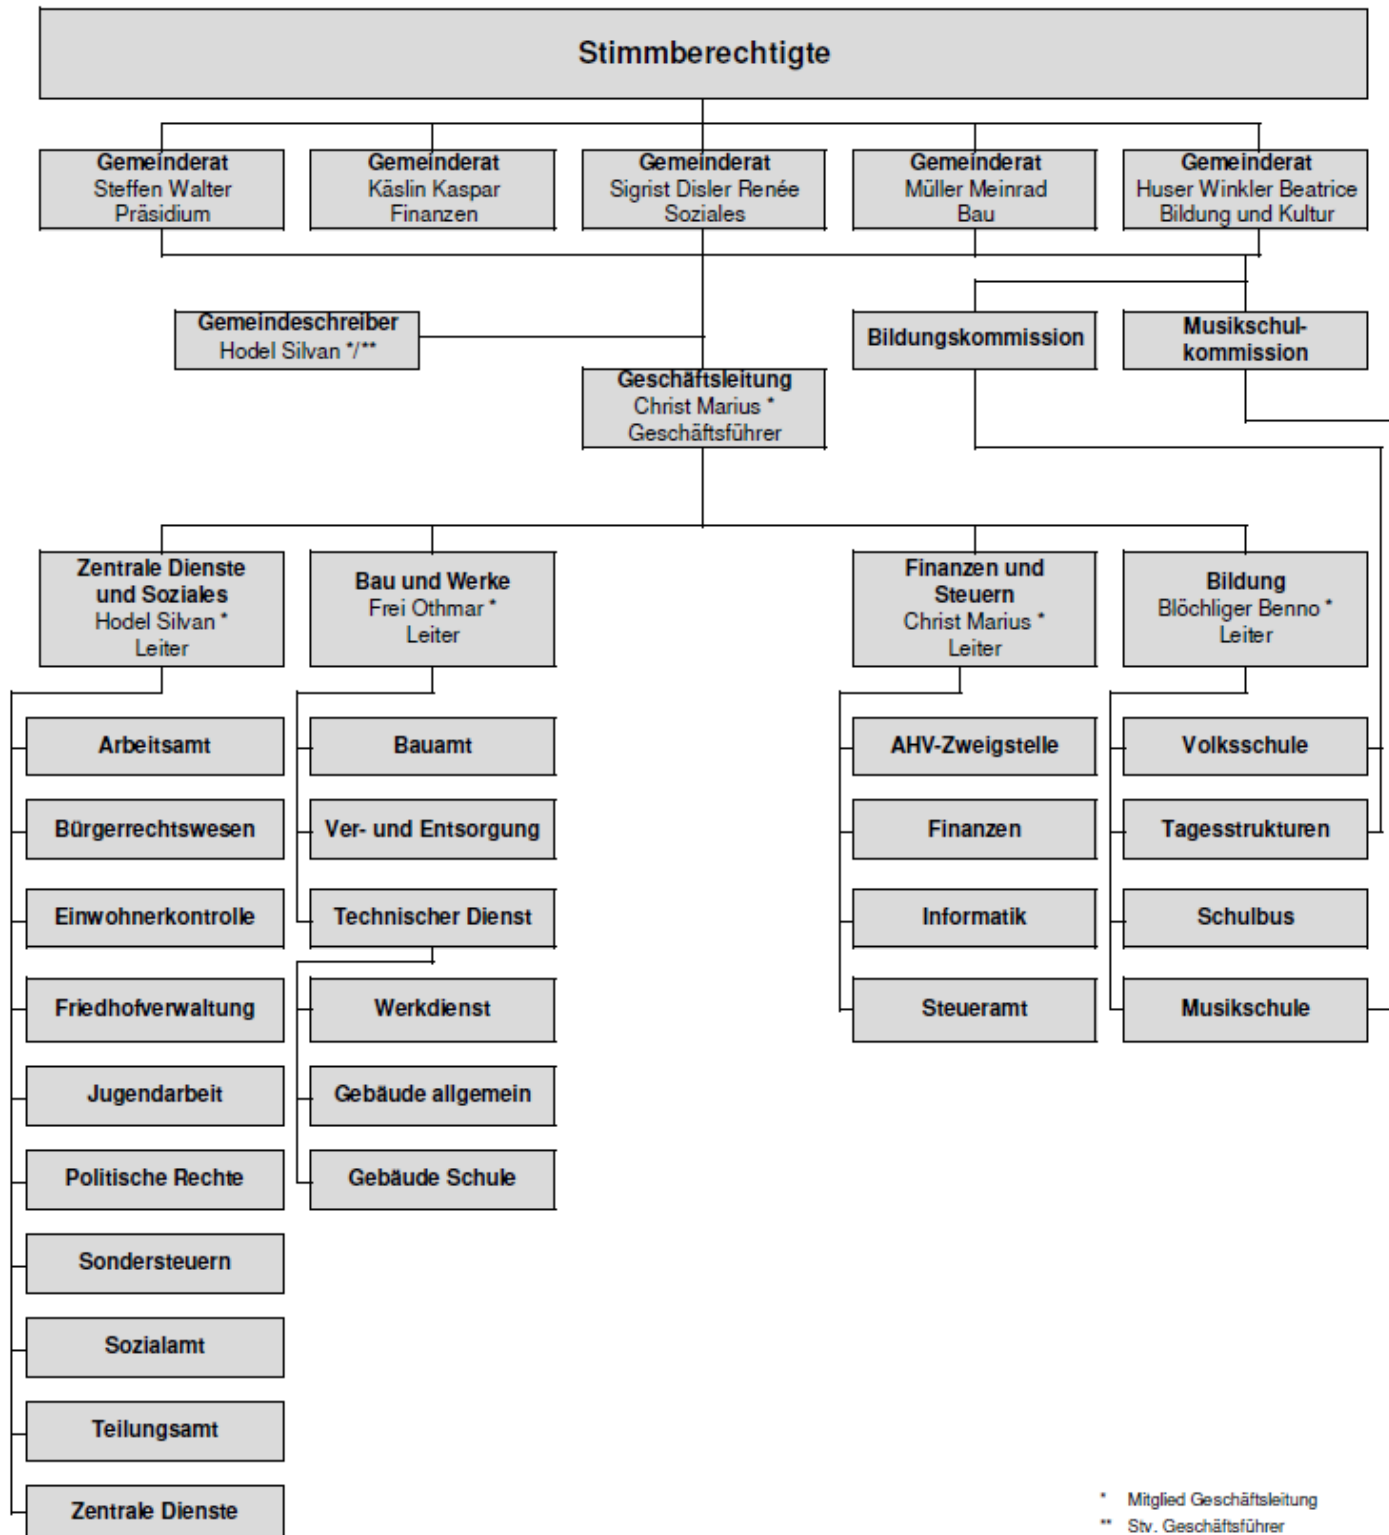 Stimmberechtigte
Gemeinderat
Steffen Walter
Präsidium
Gemeinderat
Käslin Kaspar
Finanzen
Gemeinderat
Sigrist Disler Renée
Soziales
Gemeinderat
Müller Meinrad
Bau
Gemeinderat
Huser Winkler Beatrice
Bildung und Kultur
Gemeindeschreiber
Hodel Silvan */**
Bildungskommission
Musikschul-
kommission
Geschäftsleitung
Christ Marius *
Geschäftsführer
Zentrale Dienste
und Soziales
Hodel Silvan *
Leiter
Bau und Werke
Frei Othmar *
Leiter
Finanzen und
Steuern
Christ Marius *
Leiter
Bildung
Blöchliger Benno *
Leiter
Arbeitsamt
Bürgerrechtswesen
Einwohnerkontrolle
Friedhofverwaltung
Jugendarbeit
Politische Rechte
Sondersteuern
Sozialamt
Teilungsamt
Zentrale Dienste
Bauamt
Ver- und Entsorgung
Technischer Dienst
Werkdienst
Gebäude allgemein
Gebäude Schule
AHV-Zweigstelle
Finanzen
Informatik
Steueramt
Volksschule
Tagesstrukturen
Schulbus
Musikschule
* Mitglied Geschäftsleitung
** Stv. Geschäftsführer